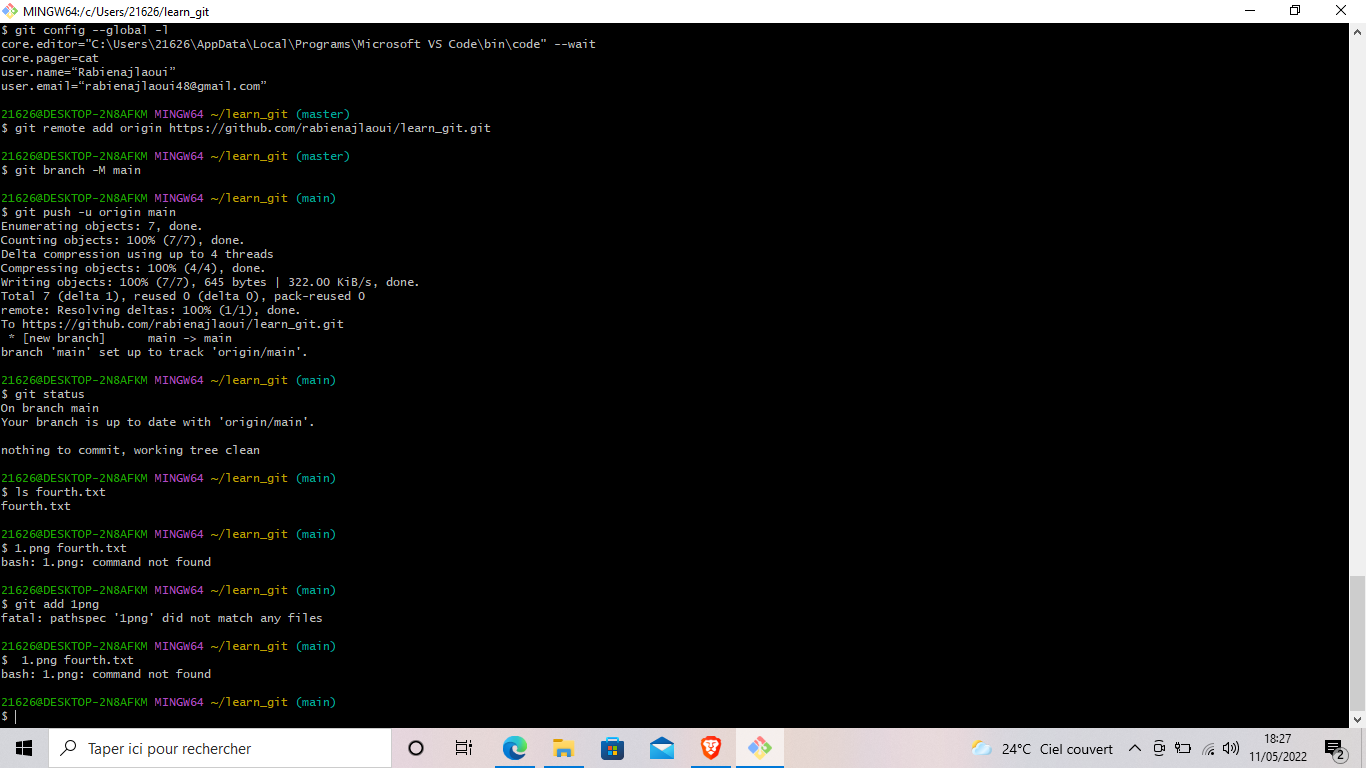 MINGW64:/c/Users/21626/learn_git
$ git config --global -l
core.editor="C:\Users\21626\AppData\Local\Programs\Microsoft VS Code\bin\code" --wait
core.pager=cat
user.name=“Rabienajlaoui”
user.email=“rabienajlaoui48@gmail.com”
21626@DESKTOP-2N8AFKM MINGW64 ~/learn_git (master)
$ git remote add origin https://github.com/rabienajlaoui/learn_git.git
21626@DESKTOP-2N8AFKM MINGW64 ~/learn_git (master)
$ git branch -M main
21626@DESKTOP-2N8AFKM MINGW64 ~/learn_git (main)
$ git push -u origin main
Enumerating objects: 7, done.
Counting objects: 100% (7/7), done.
Delta compression using up to 4 threads
Compressing objects: 100% (4/4), done.
Writing objects: 100% (7/7), 645 bytes | 322.00 KiB/s, done.
Total 7 (delta 1), reused 0 (delta 0), pack-reused 0
remote: Resolving deltas: 100% (1/1), done.
To https://github.com/rabienajlaoui/learn_git.git
 * [new branch]      main -> main
branch 'main' set up to track 'origin/main'.
21626@DESKTOP-2N8AFKM MINGW64 ~/learn_git (main)
$ git status
On branch main
Your branch is up to date with 'origin/main'.
nothing to commit, working tree clean
21626@DESKTOP-2N8AFKM MINGW64 ~/learn_git (main)
$ ls fourth.txt
fourth.txt
21626@DESKTOP-2N8AFKM MINGW64 ~/learn_git (main)
$ 1.png fourth.txt
bash: 1.png: command not found
21626@DESKTOP-2N8AFKM MINGW64 ~/learn_git (main)
$ git add 1png
fatal: pathspec '1png' did not match any files
21626@DESKTOP-2N8AFKM MINGW64 ~/learn_git (main)
$  1.png fourth.txt
bash: 1.png: command not found
21626@DESKTOP-2N8AFKM MINGW64 ~/learn_git (main)
$
Taper ici pour rechercher
24°C Ciel couvert
18:27
11/05/2022
2